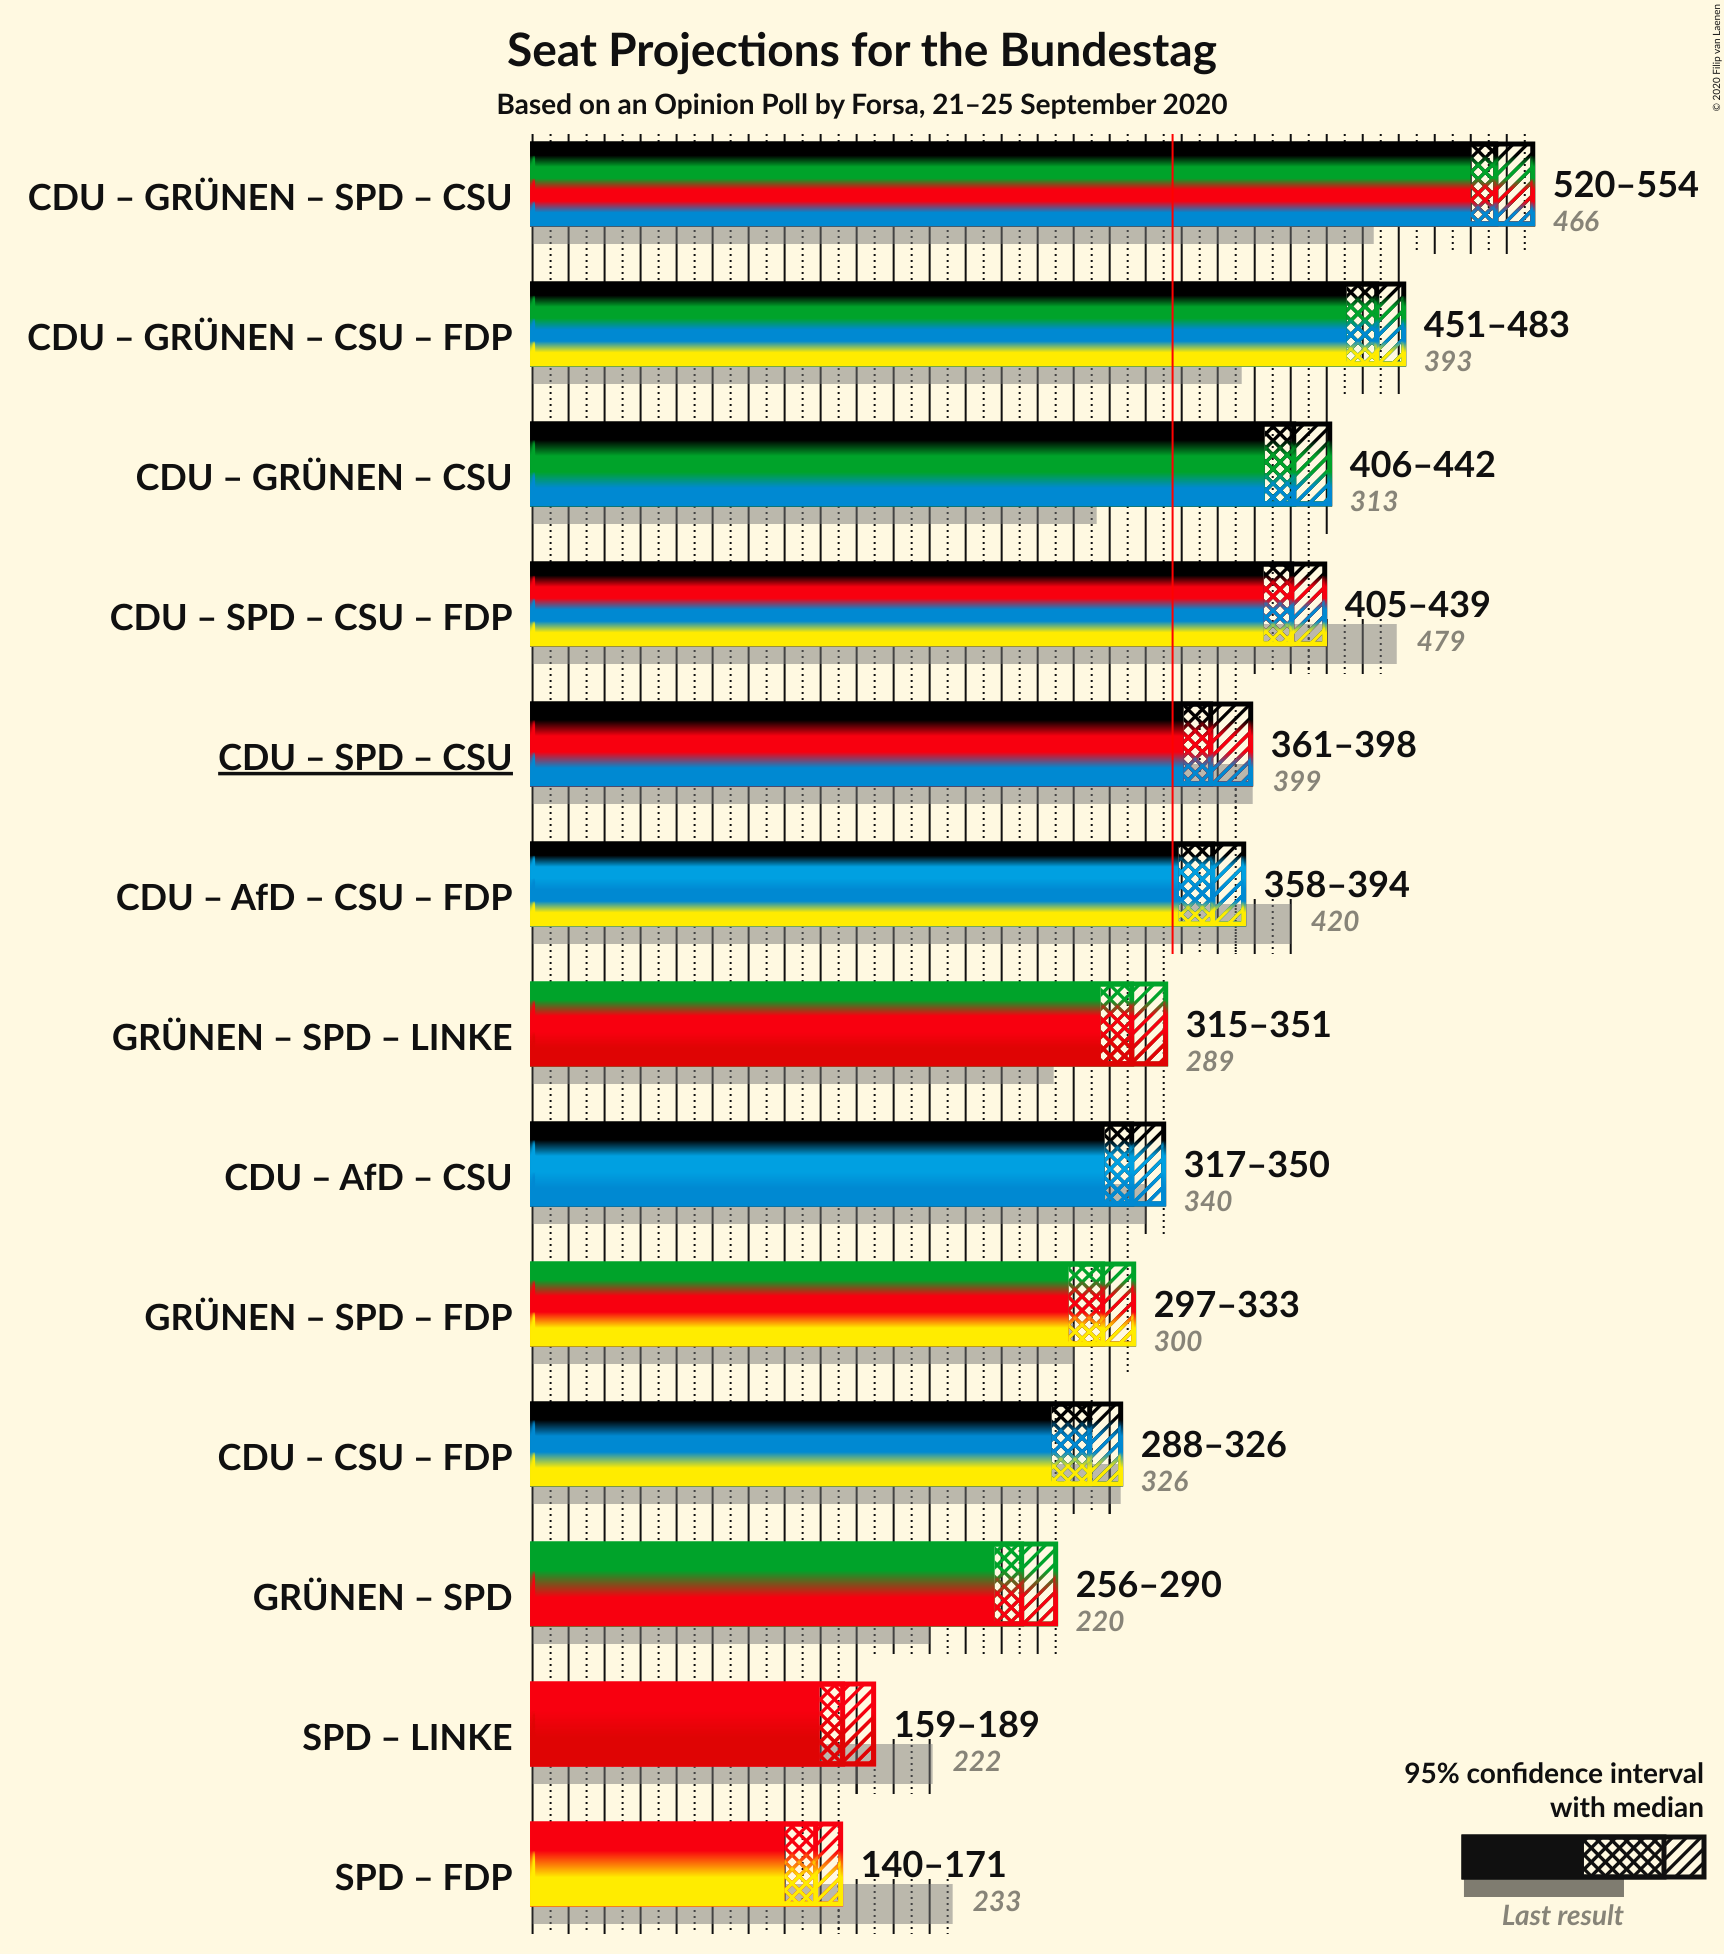 Seat Projections for the Bundestag
Based on an Opinion Poll by Forsa, 21–25 September 2020
© 2020 Filip van Laenen
CDU – GRÜNEN – SPD – CSU
520–554
466
CDU – GRÜNEN – CSU – FDP
451–483
393
CDU – GRÜNEN – CSU
406–442
313
CDU – SPD – CSU – FDP
405–439
479
CDU – SPD – CSU
361–398
399
CDU – AfD – CSU – FDP
358–394
420
GRÜNEN – SPD – LINKE
315–351
289
CDU – AfD – CSU
317–350
340
GRÜNEN – SPD – FDP
297–333
300
CDU – CSU – FDP
288–326
326
GRÜNEN – SPD
256–290
220
SPD – LINKE
159–189
222
SPD – FDP
140–171
233
95% confidence interval
with median
Last result